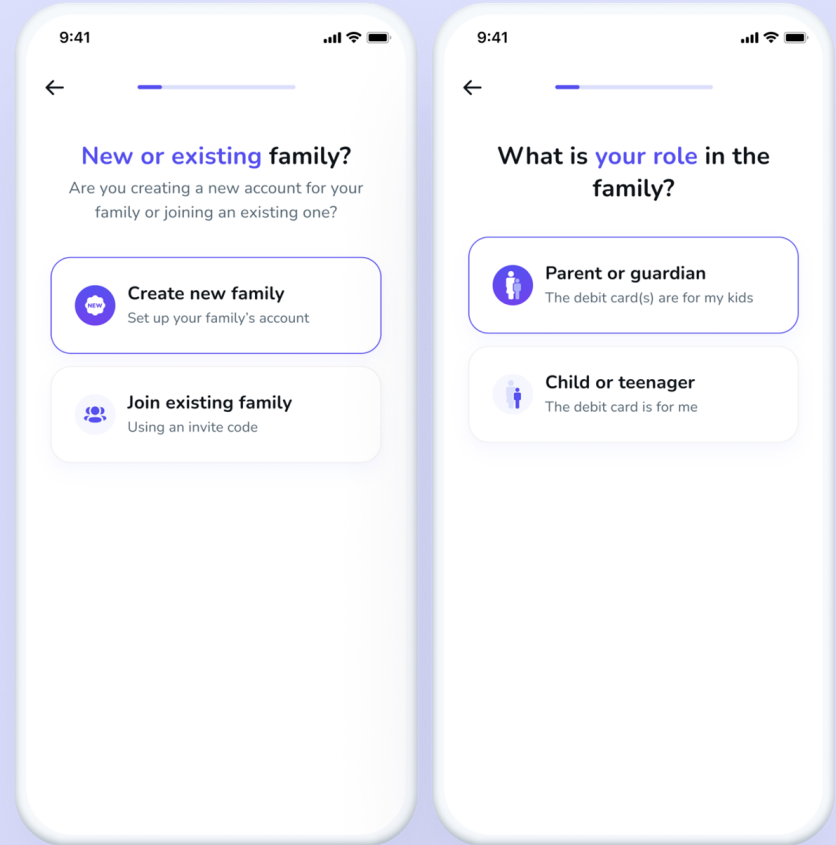 9:41
New or existing family?
Are you creating a new account for your
family or joining an existing one?
NEW
Create new family
Set up your family's account
Join existing family
Using an invite code
9:41
What is your role in the
family?
Parent or guardian
The debit card(s) are for my kids
Child or teenager
The debit card is for me